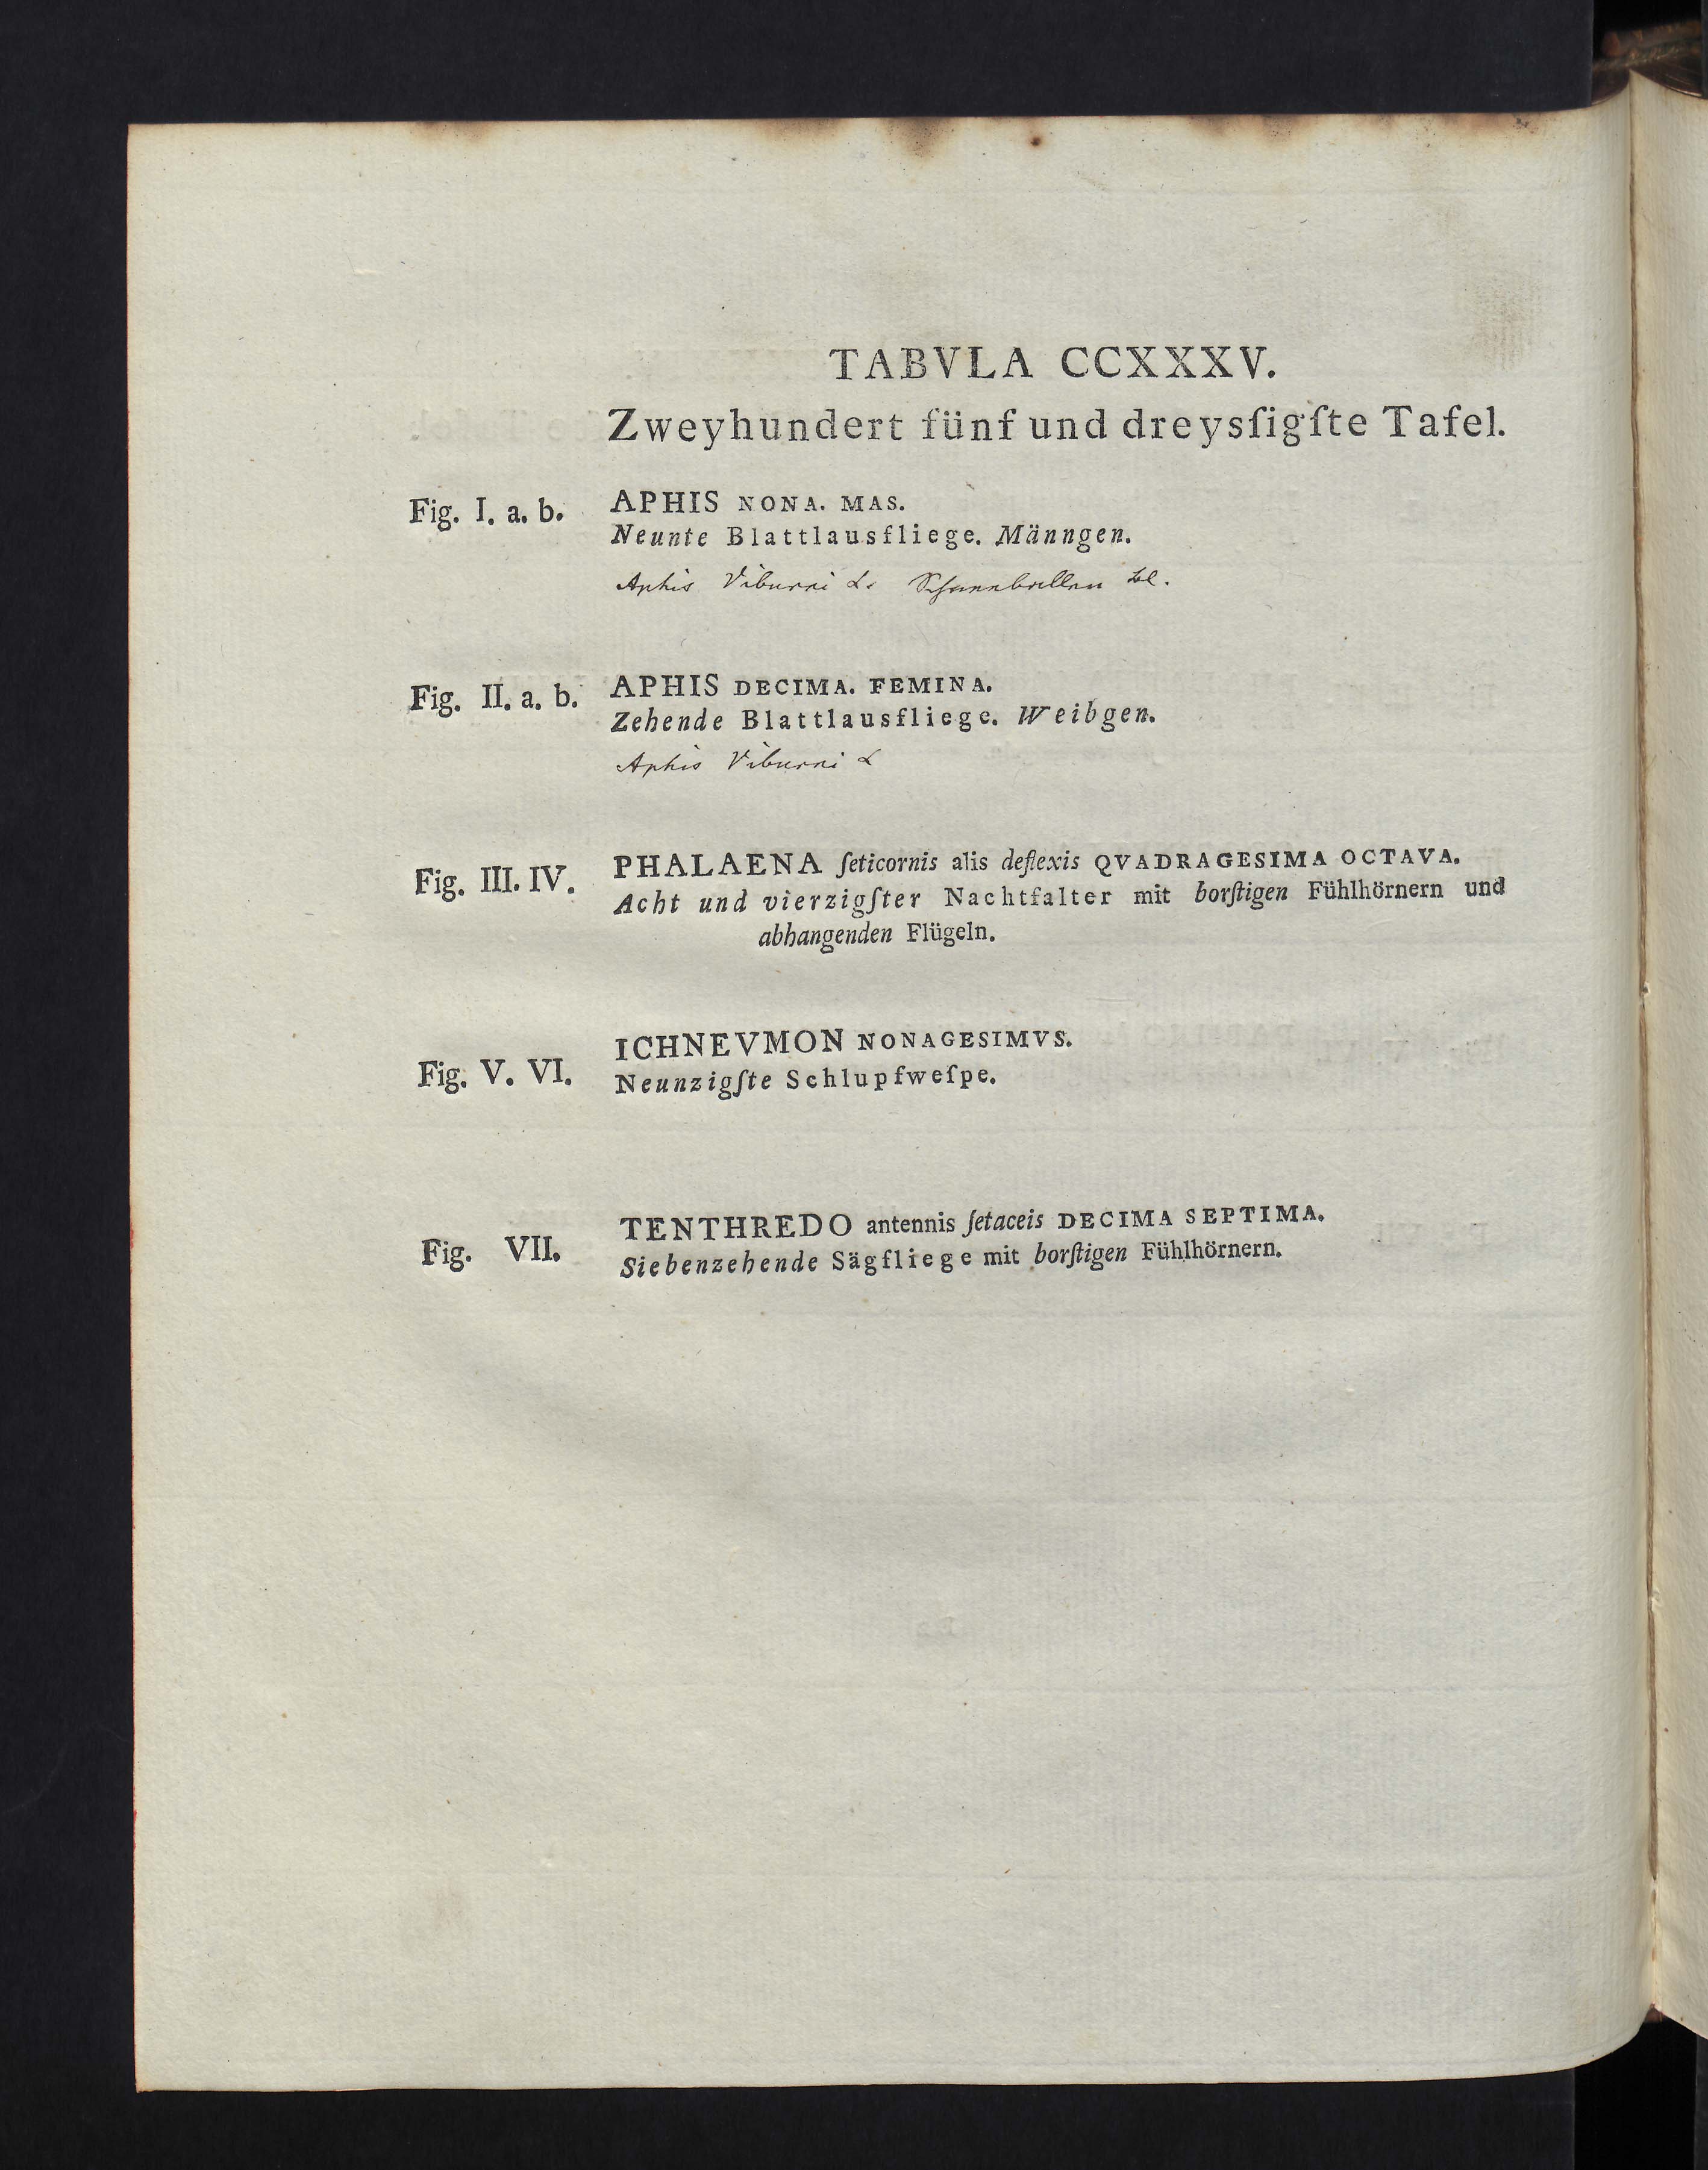 TABVLA CCXXXV.
Zweyhundert fünf und dreysſigſte Tafel.
Fig. I. a. b. APHIS NONA. MAS.
Neunte Blattlausfliege. Männgen.
Aphis Viburni L.
Fig. II. a. b. APHIS DECIMA. FEMINA.
Zehende Blattlausfliege. Weibgen.
Aphis Viburni L
Fig. III. IV. PHALAENA ſeticornis alis deflexis QVADRAGESIMA OCTAVA.
Acht und vierzigſter Nachtfalter mit borſtigen Fühlhörnern und
abhangenden Flügeln.
Fig. V. VI. ICHNEVMON NONAGESIMVS.
Neunzigſte Schlupfweſpe.
Fig. VII. TENTHREDO antennis ſetaceis DECIMA SEPTIMA.
Siebenzehende Sägfliege mit borſtigen Fühlhörnern.